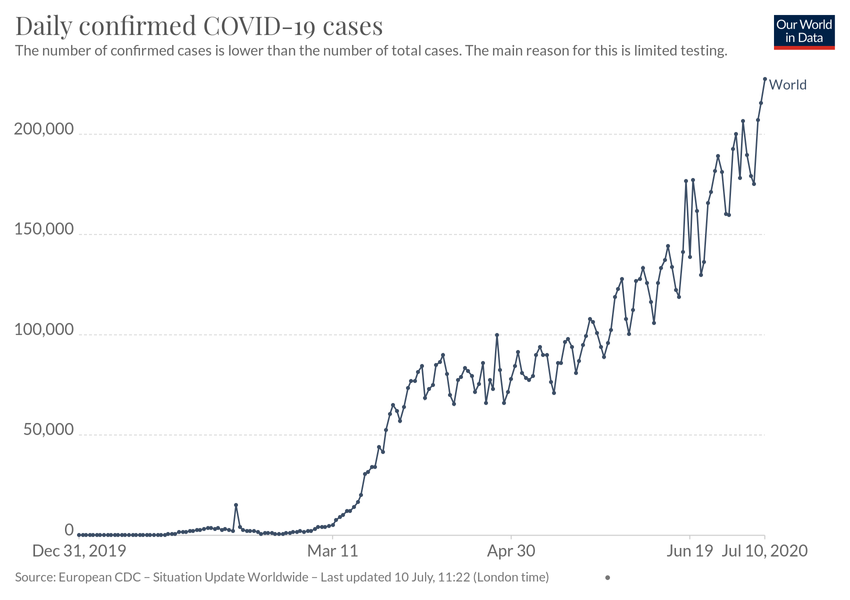 Daily confirmed COVID-19 cases
The number of confirmed cases is lower than the number of total cases. The main reason for this is limited testing.
Our World
in Data
World
200,000
150,000
100,000
50,000
0
Dec 31, 2019 Mar 11 Apr 30 Jun 19 Jul 10, 2020
Source: European CDC – Situation Update Worldwide – Last updated 10 July, 11:22 (London time) •